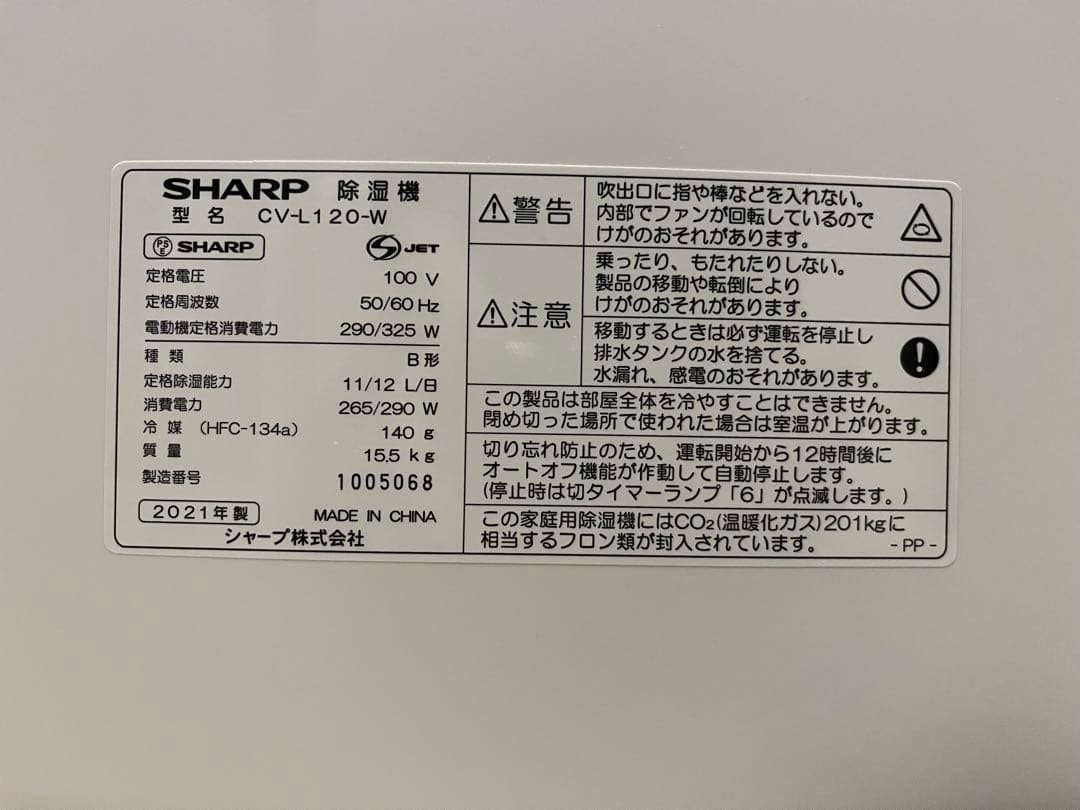 SHARP 除湿機
型名 CV-L120-W
PSE SHARP S JET
定格電圧 100 V
定格周波数 50/60 Hz
電動機定格消費電力 290/325 W
種類 B形
定格除湿能力 11/12 L/日
消費電力 265/290 W
冷媒 (HFC-134a) 140 g
質量 15.5 kg
製造番号 1005068
2021年製 MADE IN CHINA
シャープ株式会社
⚠警告
吹出口に指や棒などを入れない。
内部でファンが回転しているので
けがのおそれがあります。
⚠注意
乗ったり、もたれたりしない。
製品の移動や転倒により
けがのおそれがあります。
移動するときは必ず運転を停止し
排水タンクの水を捨てる。
水漏れ、感電のおそれがあります。
この製品は部屋全体を冷やすことはできません。
閉め切った場所で使われた場合は室温が上がります。
切り忘れ防止のため、運転開始から12時間後に
オートオフ機能が作動して自動停止します。
(停止時は切タイマーランプ「6」が点滅します。)
この家庭用除湿機にはCO₂(温暖化ガス)201kgに
相当するフロン類が封入されています。 -PP-